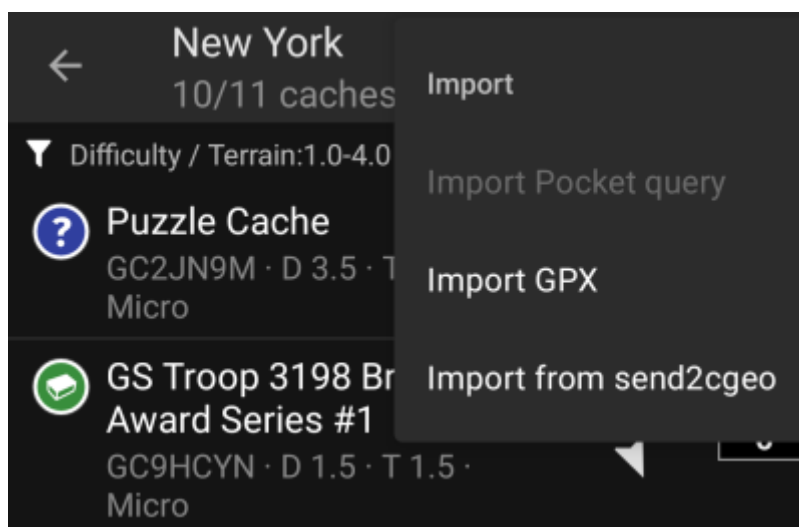 New York
10/11 caches
Difficulty / Terrain:1.0-4.0
?
Puzzle Cache
GC2JN9M · D 3.5 · T
Micro
GS Troop 3198 Br
Award Series #1
GC9HCYN · D 1.5 · T 1.5 ·
Micro
Import
Import Pocket query
Import GPX
Import from send2cgeo